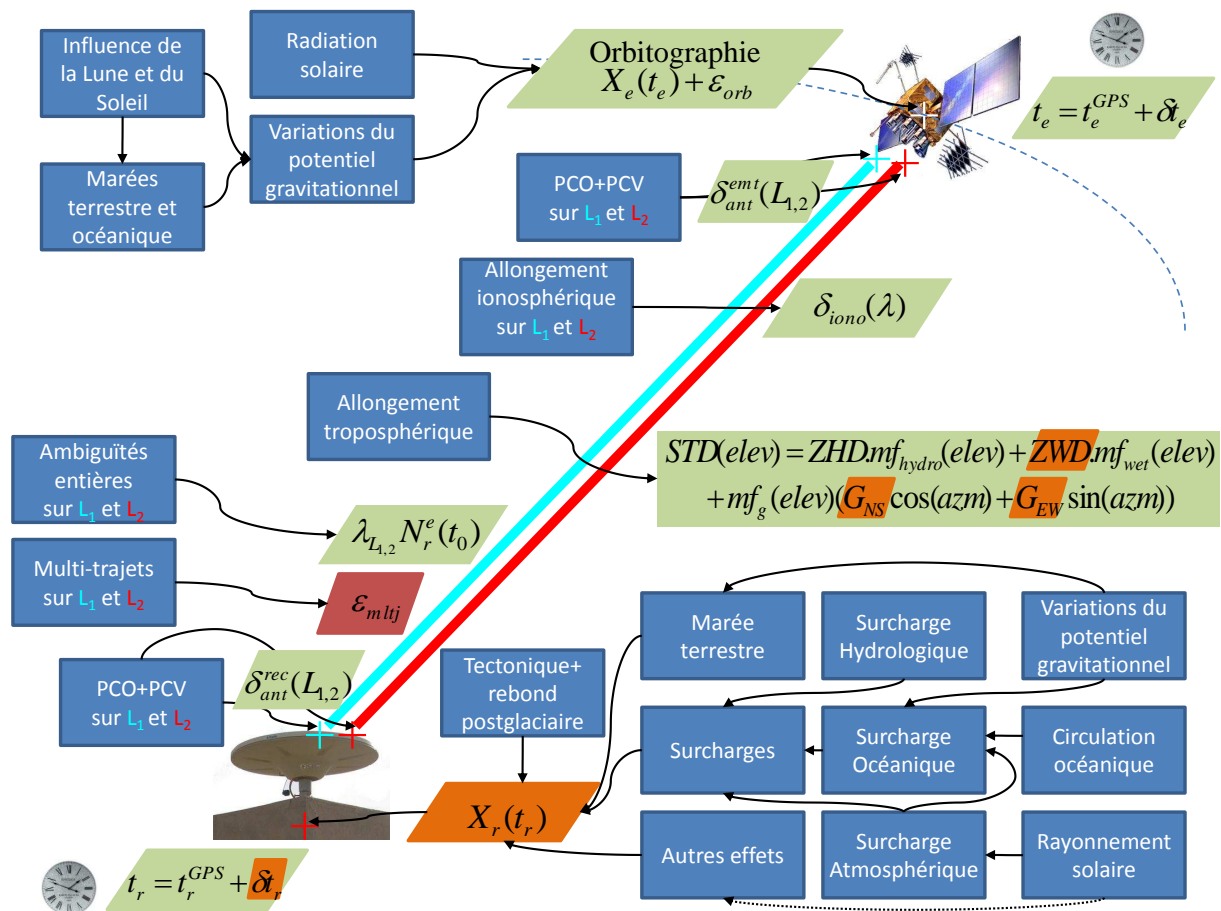 Influence de
la Lune et du
Soleil
Radiation
solaire
Orbitographie
X_e(t_e) + ε_orb
t_e = t_e^GPS + δt_e
Marées
terrestre et
océanique
Variations du
potentiel
gravitationnel
PCO+PCV
sur L₁ et L₂
δ_ant^emt(L_1,2)
Allongement
ionosphérique
sur L₁ et L₂
δ_iono(λ)
Allongement
troposphérique
STD(elev) = ZHD.mf_hydro(elev) + ZWD.mf_wet(elev)
+ mf_g(elev)(G_NS cos(azm) + G_EW sin(azm))
Ambiguïtés
entières
sur L₁ et L₂
λ_L1,2 N_r^e(t_0)
Multi-trajets
sur L₁ et L₂
ε_mltj
PCO+PCV
sur L₁ et L₂
δ_ant^rec(L_1,2)
Tectonique+
rebond
postglaciaire
Marée
terrestre
Surcharge
Hydrologique
Variations du
potentiel
gravitationnel
Surcharges
Surcharge
Océanique
Circulation
océanique
X_r(t_r)
Autres effets
Surcharge
Atmosphérique
Rayonnement
solaire
t_r = t_r^GPS + δt_r